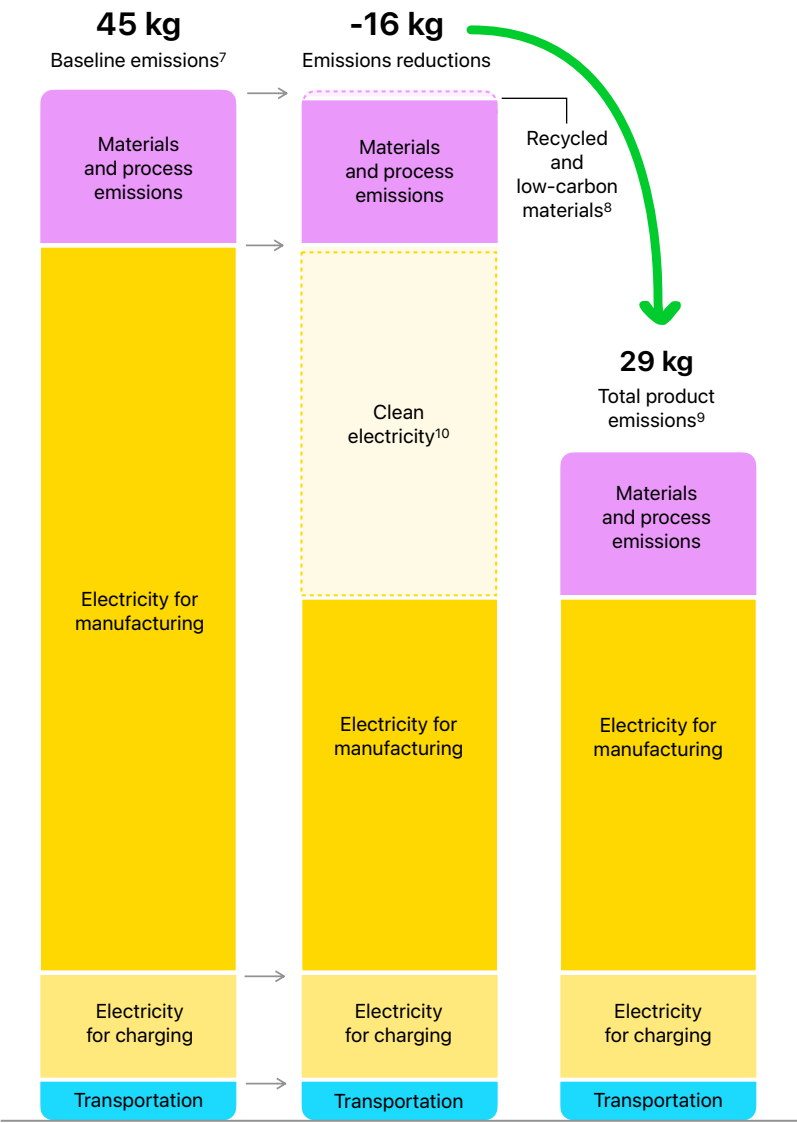 45 kg
Baseline emissions⁷
Materials
and process
emissions
Electricity for
manufacturing
Electricity
for charging
Transportation
-16 kg
Emissions reductions
Materials
and process
emissions
Recycled
and
low-carbon
materials⁸
Clean
electricity¹⁰
Electricity for
manufacturing
Electricity
for charging
Transportation
29 kg
Total product
emissions⁹
Materials
and process
emissions
Electricity for
manufacturing
Electricity
for charging
Transportation